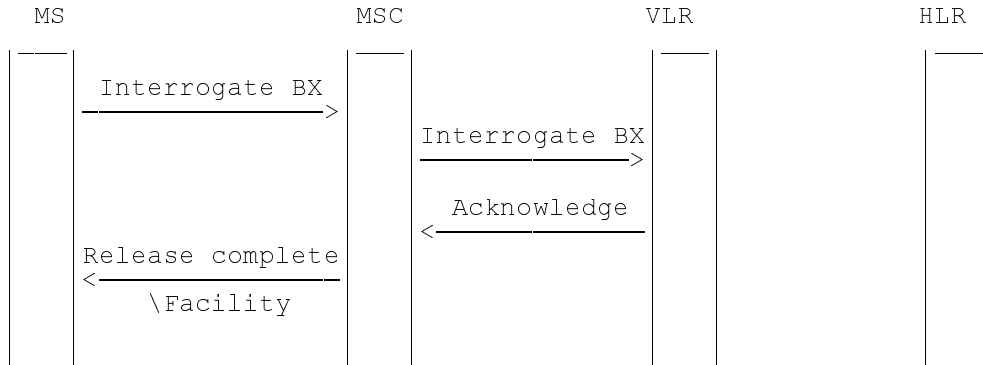 MS MSC VLR HLR
Interrogate BX
Interrogate BX
Acknowledge
Release complete
\Facility